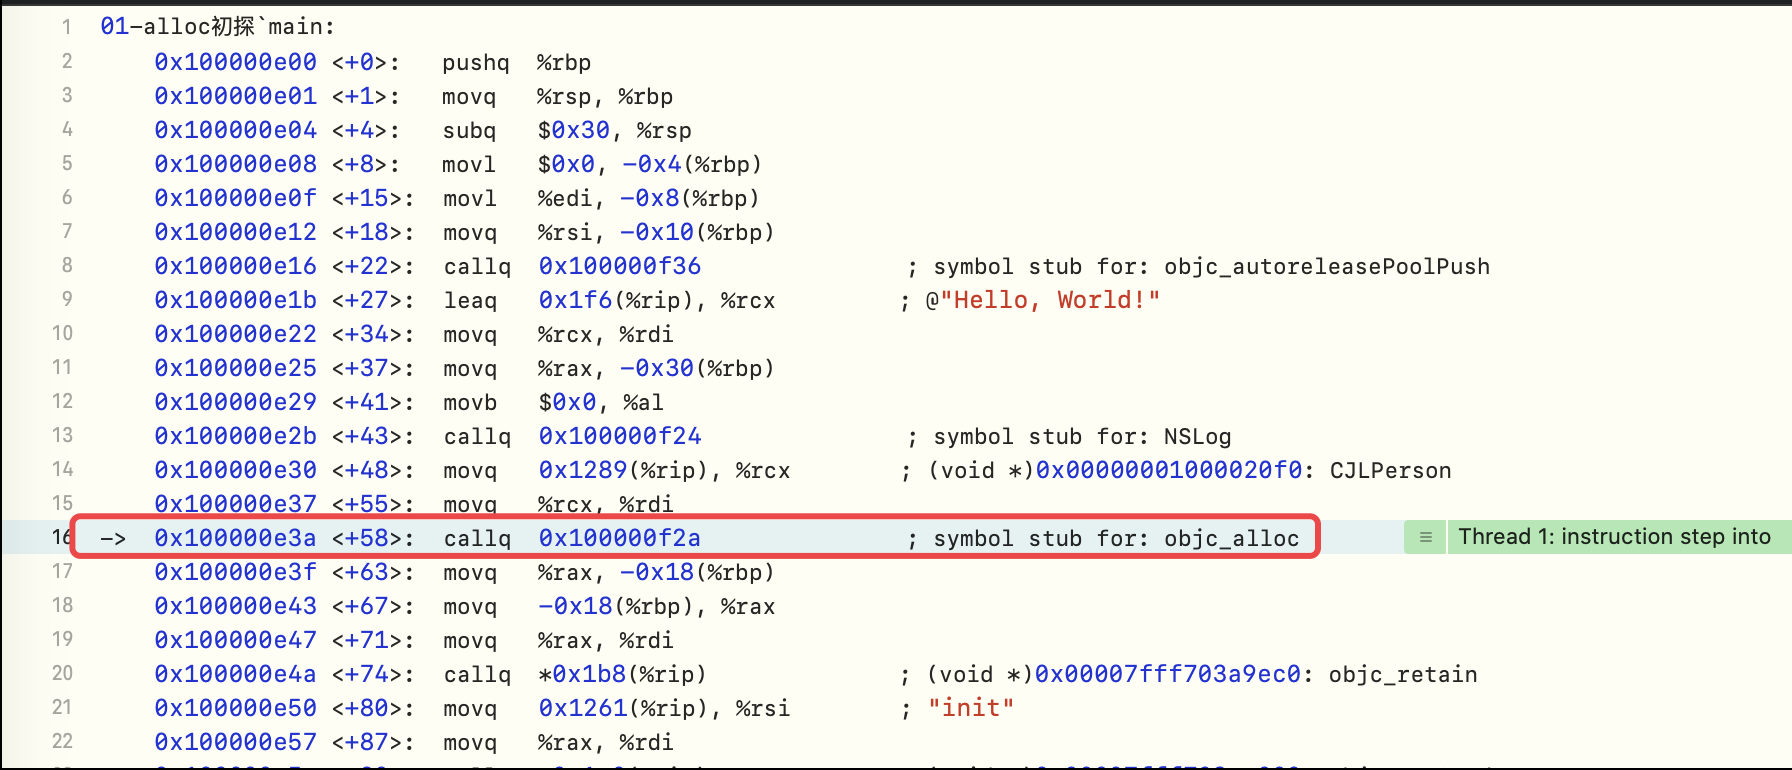 1 01-alloc初探`main:
2 0x100000e00 <+0>: pushq %rbp
3 0x100000e01 <+1>: movq %rsp, %rbp
4 0x100000e04 <+4>: subq $0x30, %rsp
5 0x100000e08 <+8>: movl $0x0, -0x4(%rbp)
6 0x100000e0f <+15>: movl %edi, -0x8(%rbp)
7 0x100000e12 <+18>: movq %rsi, -0x10(%rbp)
8 0x100000e16 <+22>: callq 0x100000f36 ; symbol stub for: objc_autoreleasePoolPush
9 0x100000e1b <+27>: leaq 0x1f6(%rip), %rcx ; @"Hello, World!"
10 0x100000e22 <+34>: movq %rcx, %rdi
11 0x100000e25 <+37>: movq %rax, -0x30(%rbp)
12 0x100000e29 <+41>: movb $0x0, %al
13 0x100000e2b <+43>: callq 0x100000f24 ; symbol stub for: NSLog
14 0x100000e30 <+48>: movq 0x1289(%rip), %rcx ; (void *)0x00000001000020f0: CJLPerson
15 0x100000e37 <+55>: movq %rcx, %rdi
16 -> 0x100000e3a <+58>: callq 0x100000f2a ; symbol stub for: objc_alloc Thread 1: instruction step into
17 0x100000e3f <+63>: movq %rax, -0x18(%rbp)
18 0x100000e43 <+67>: movq -0x18(%rbp), %rax
19 0x100000e47 <+71>: movq %rax, %rdi
20 0x100000e4a <+74>: callq *0x1b8(%rip) ; (void *)0x00007fff703a9ec0: objc_retain
21 0x100000e50 <+80>: movq 0x1261(%rip), %rsi ; "init"
22 0x100000e57 <+87>: movq %rax, %rdi